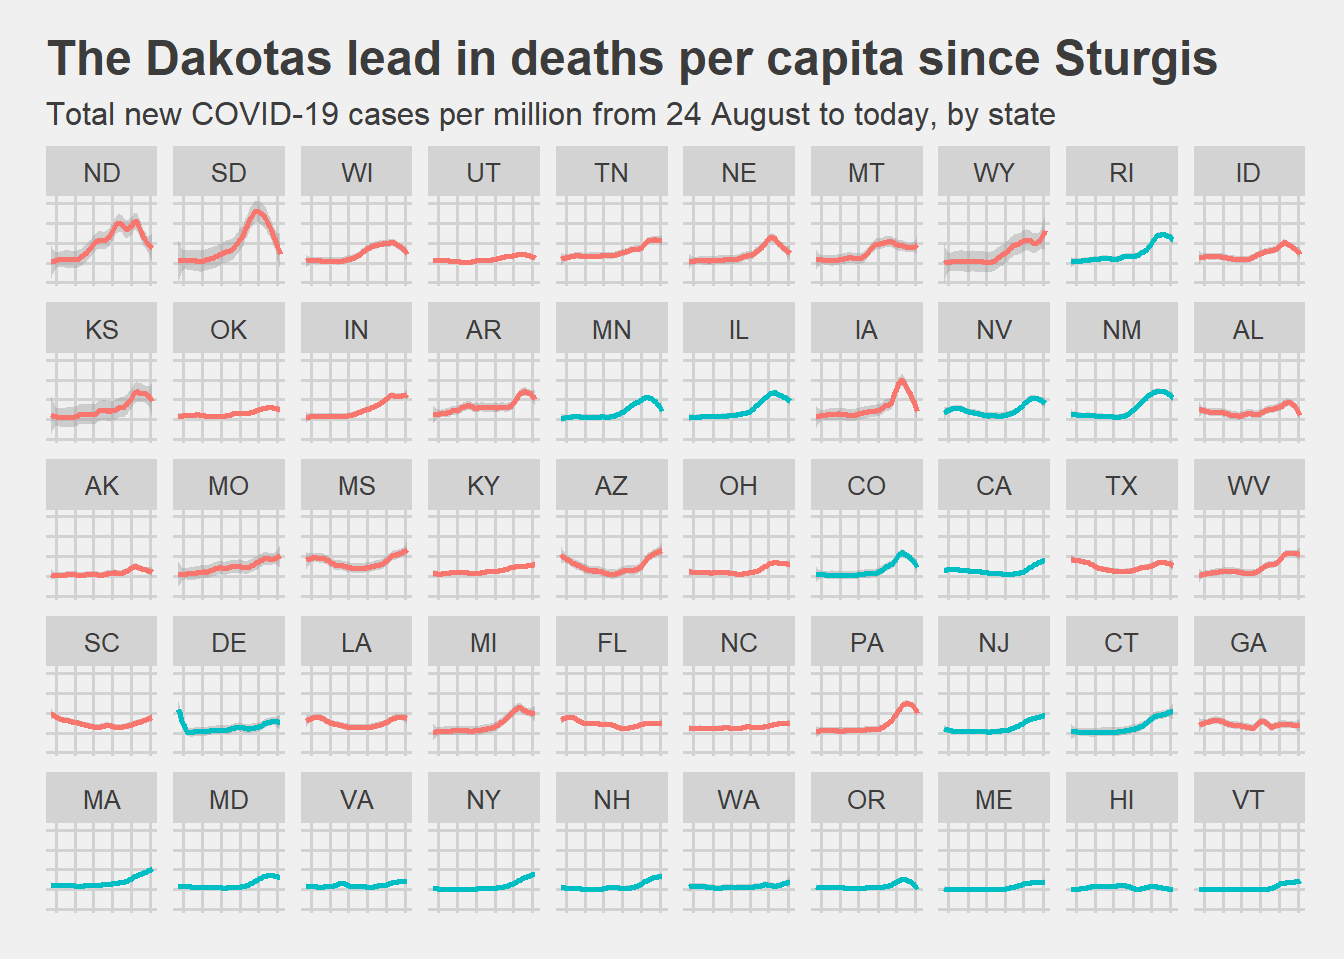 The Dakotas lead in deaths per capita since Sturgis
Total new COVID-19 cases per million from 24 August to today, by state
ND SD WI UT TN NE MT WY RI ID
KS OK IN AR MN IL IA NV NM AL
AK MO MS KY AZ OH CO CA TX WV
SC DE LA MI FL NC PA NJ CT GA
MA MD VA NY NH WA OR ME HI VT